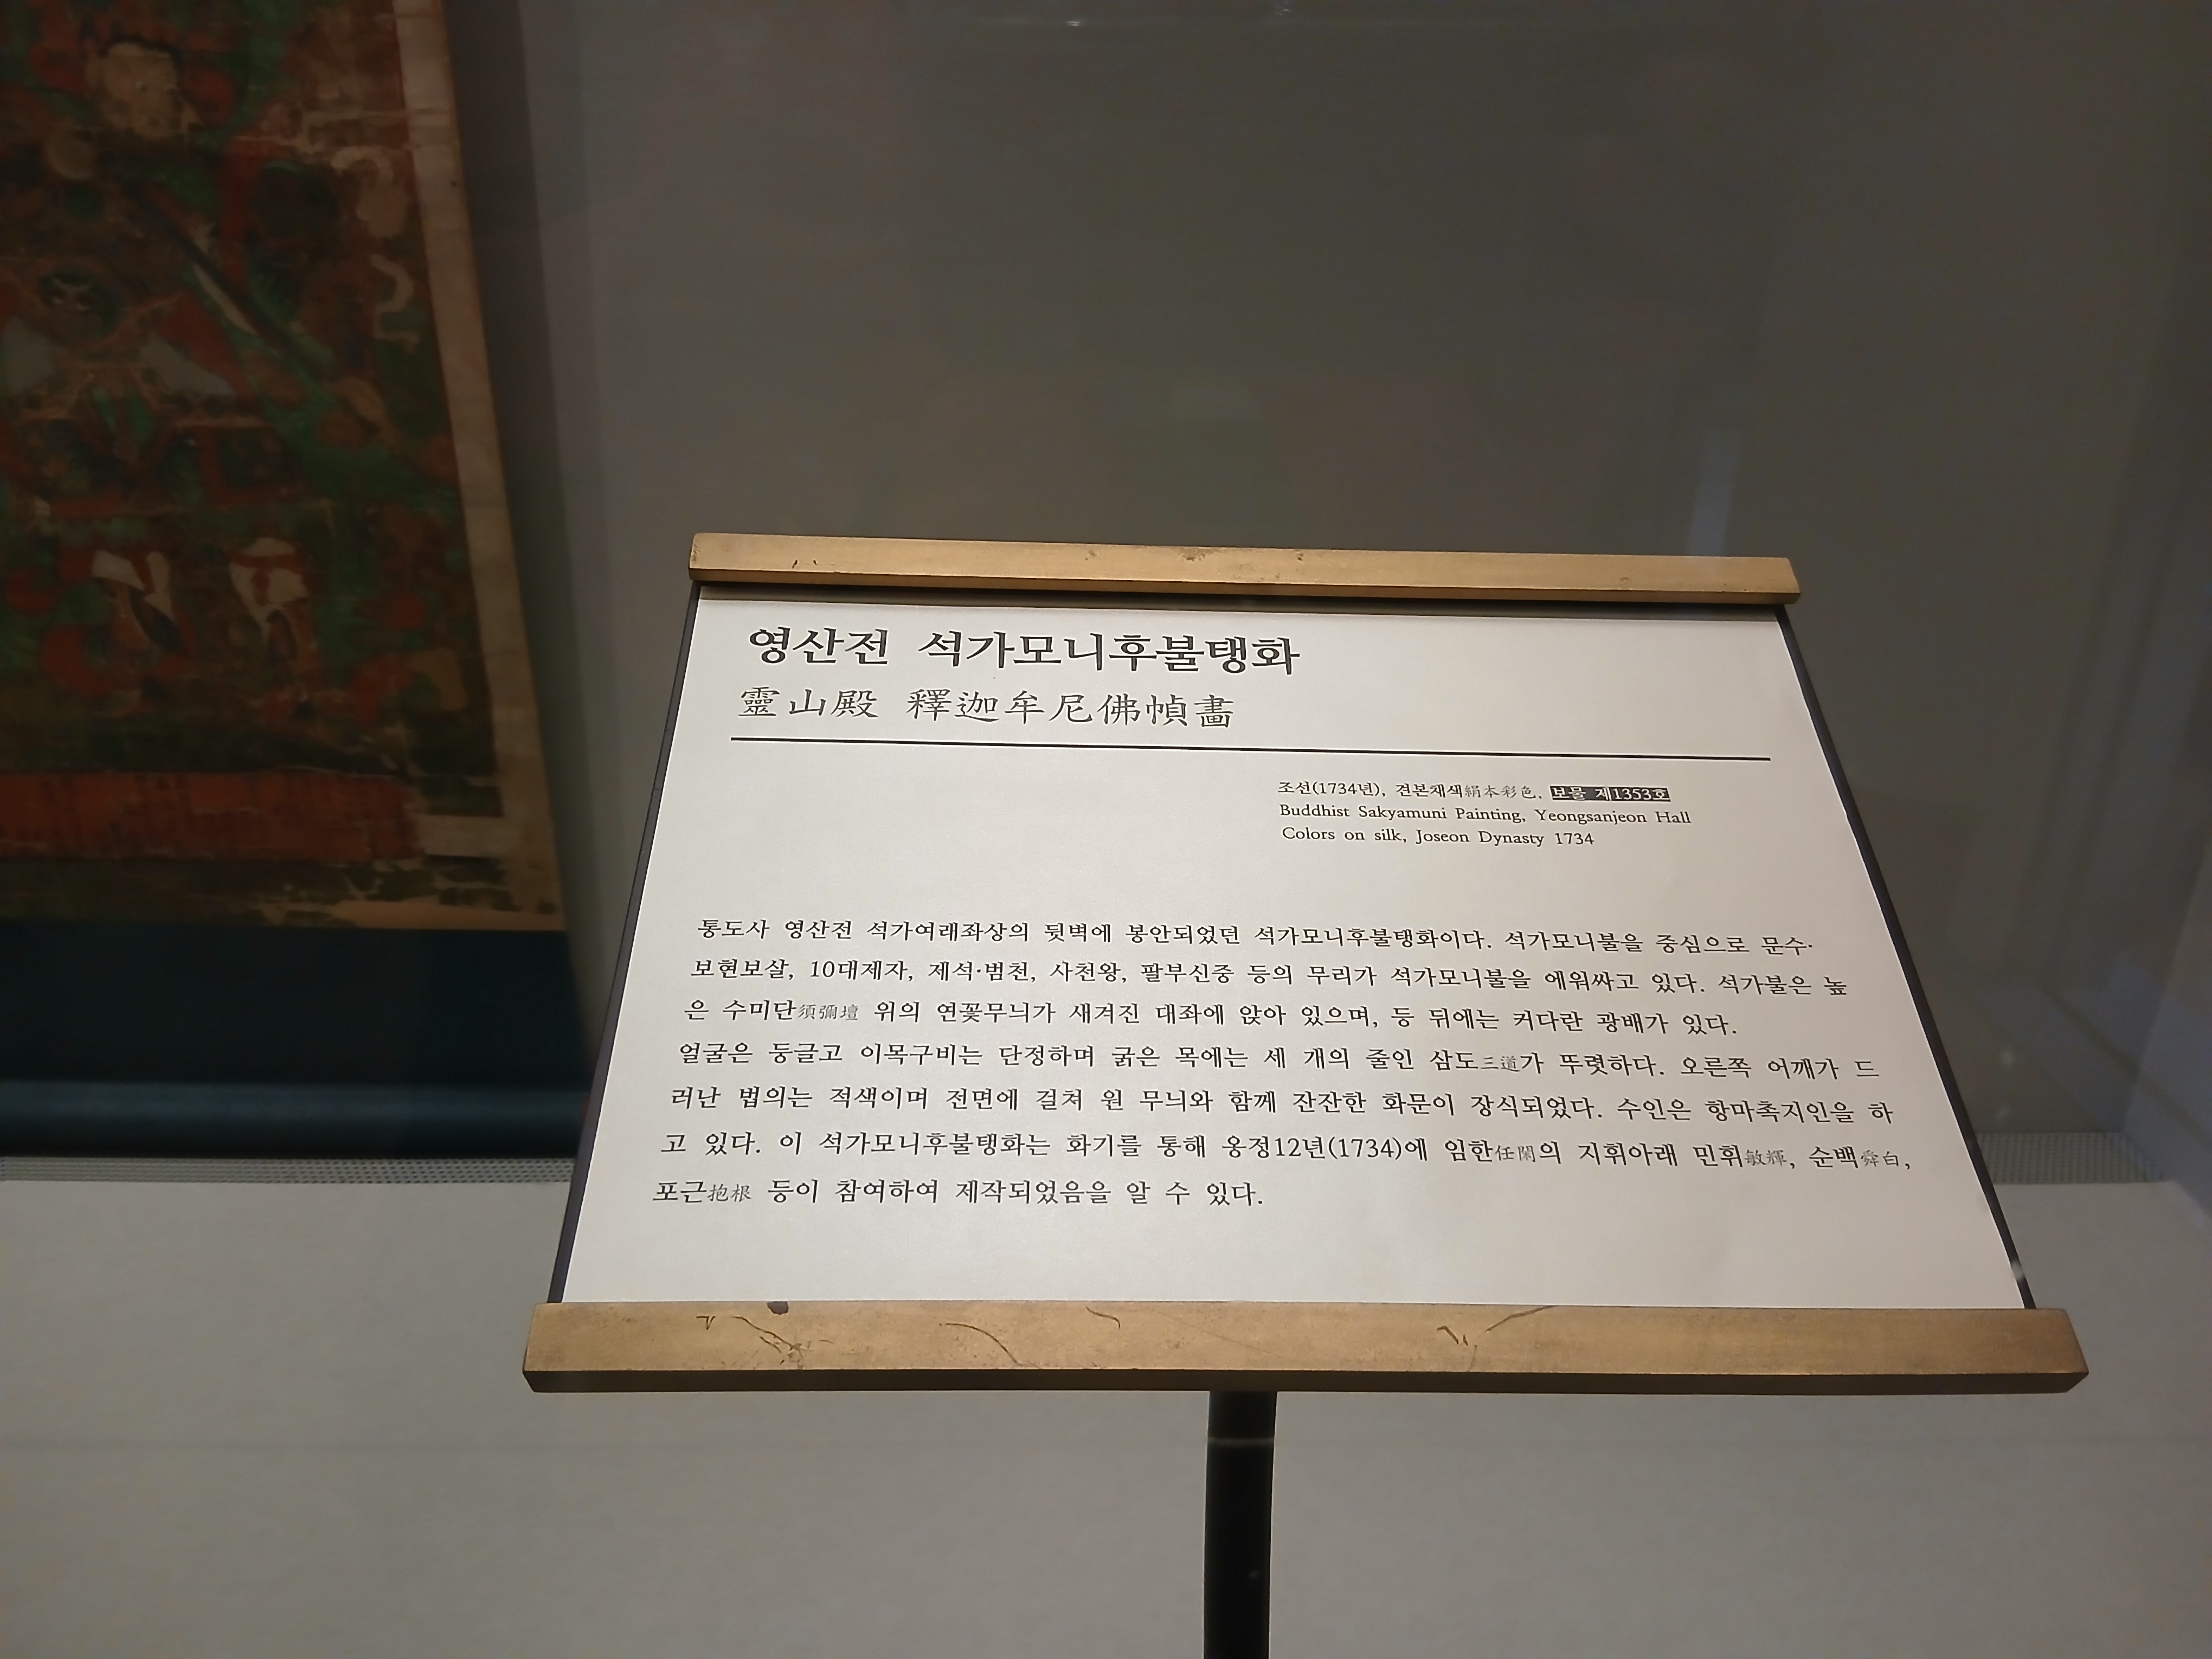 영산전 석가모니후불탱화
靈山殿 釋迦牟尼佛幀畵
조선(1734년), 견본채색絹本彩色, 보물 제1353호
Buddhist Sakyamuni Painting, Yeongsanjeon Hall
Colors on silk, Joseon Dynasty 1734
통도사 영산전 석가여래좌상의 뒷벽에 봉안되었던 석가모니후불탱화이다. 석가모니불을 중심으로 문수·
보현보살, 10대제자, 제석·범천, 사천왕, 팔부신중 등의 무리가 석가모니불을 에워싸고 있다. 석가불은 높
은 수미단須彌壇 위의 연꽃무늬가 새겨진 대좌에 앉아 있으며, 등 뒤에는 커다란 광배가 있다.
얼굴은 둥글고 이목구비는 단정하며 굵은 목에는 세 개의 줄인 삼도三道가 뚜렷하다. 오른쪽 어깨가 드
러난 법의는 적색이며 전면에 걸쳐 원 무늬와 함께 잔잔한 화문이 장식되었다. 수인은 항마촉지인을 하
고 있다. 이 석가모니후불탱화는 화기를 통해 옹정12년(1734)에 임한任閑의 지휘아래 민휘敏輝, 순백舜白,
포근抱根 등이 참여하여 제작되었음을 알 수 있다.